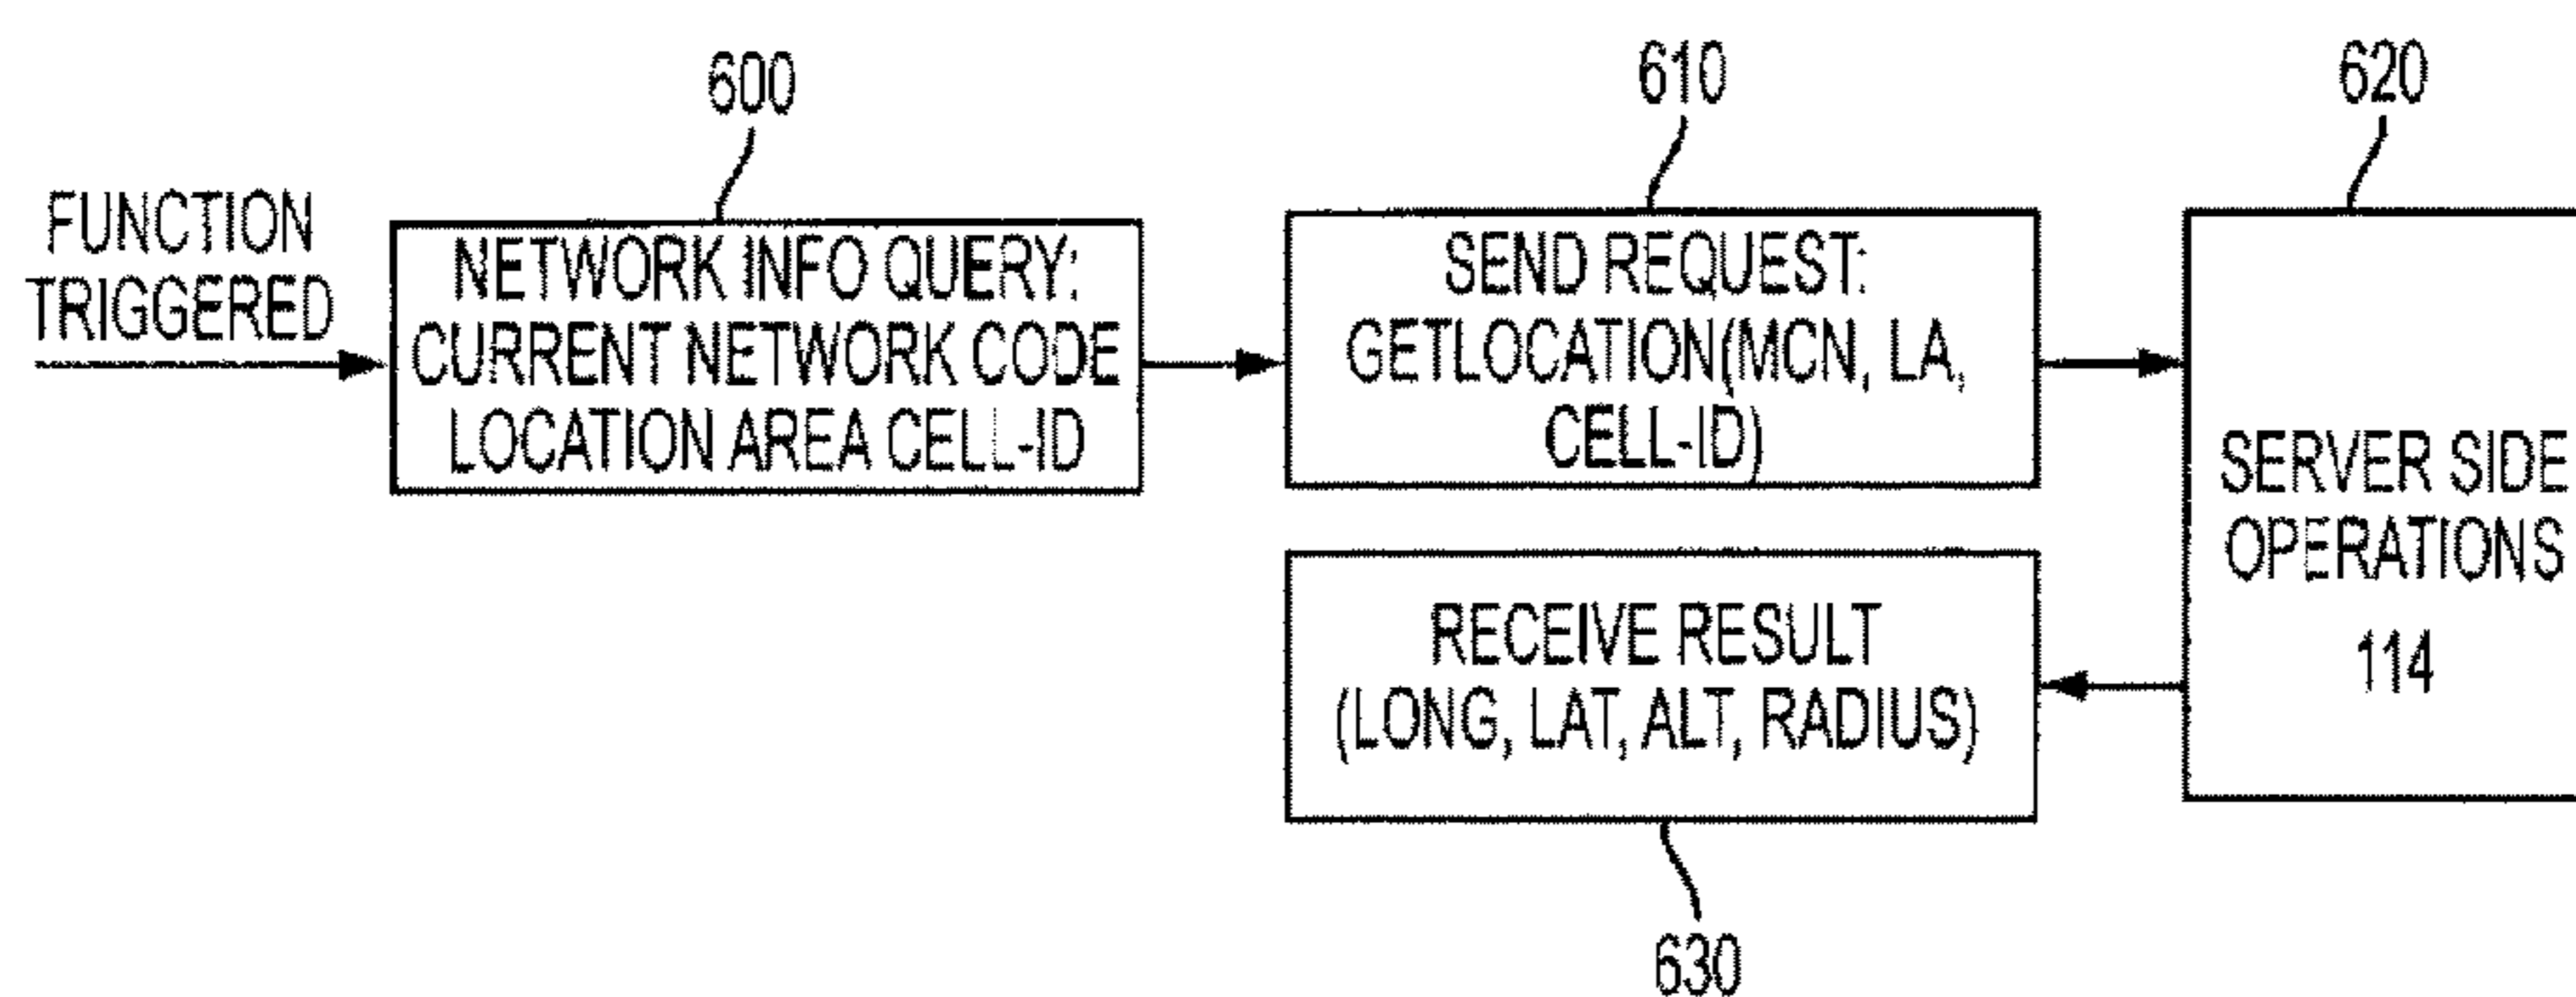 600
610
620
FUNCTION
TRIGGERED
NETWORK INFO QUERY:
CURRENT NETWORK CODE
LOCATION AREA CELL-ID
SEND REQUEST:
GETLOCATION(MCN, LA,
CELL-ID)
SERVER SIDE
OPERATIONS
114
RECEIVE RESULT
(LONG, LAT, ALT, RADIUS)
630